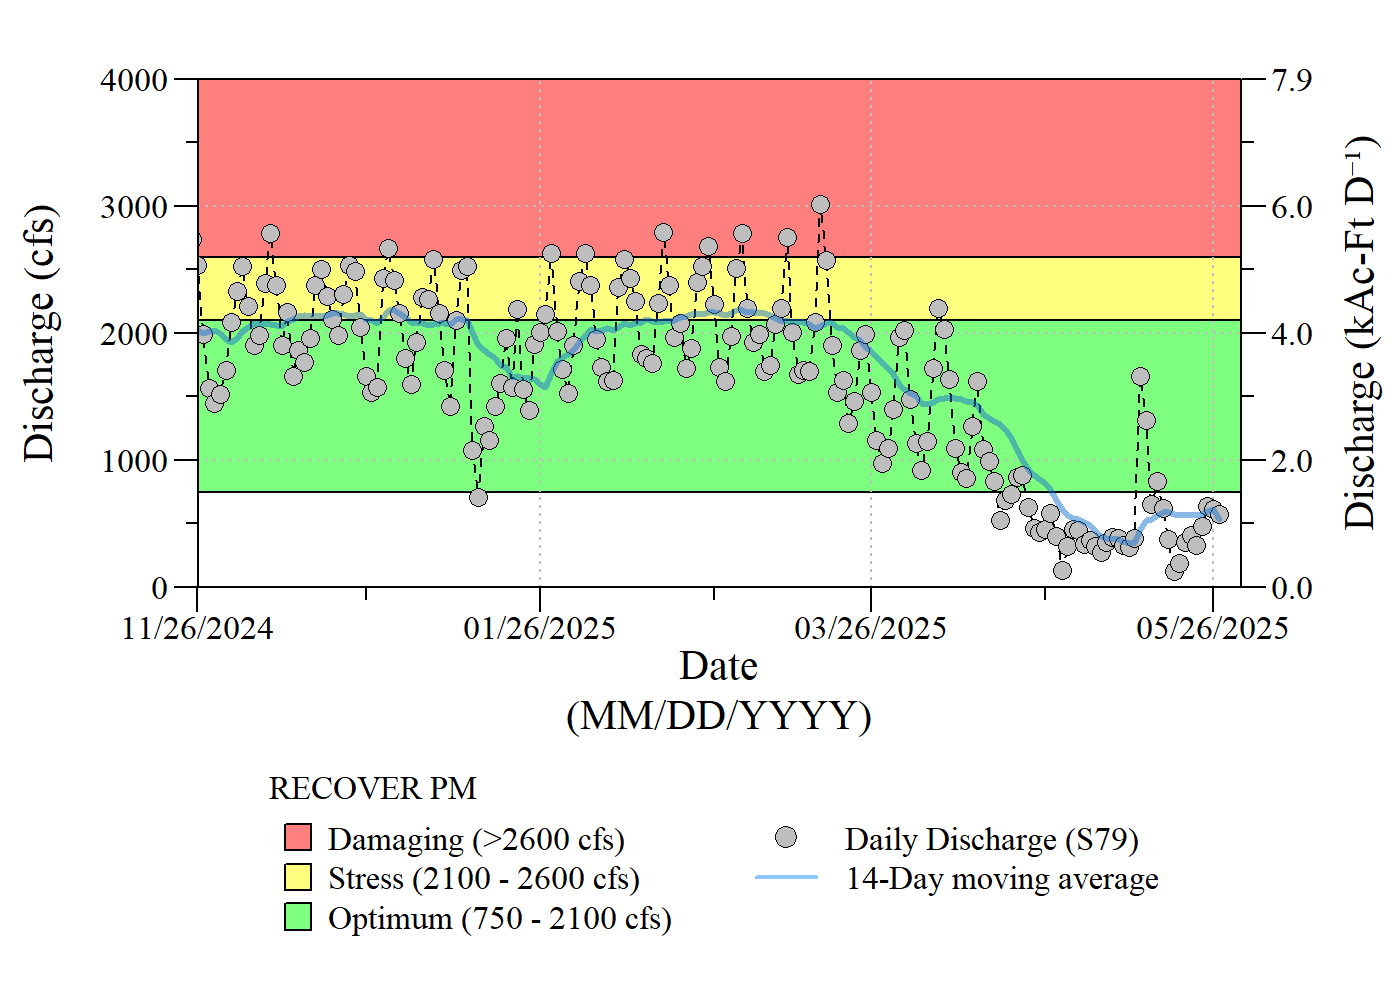 4000
3000
2000
1000
0
Discharge (cfs)
7.9
6.0
4.0
2.0
0.0
Discharge (kAc-Ft D⁻¹)
11/26/2024 01/26/2025 03/26/2025 05/26/2025
Date
(MM/DD/YYYY)
RECOVER PM
Damaging (>2600 cfs)
Stress (2100 - 2600 cfs)
Optimum (750 - 2100 cfs)
Daily Discharge (S79)
14-Day moving average